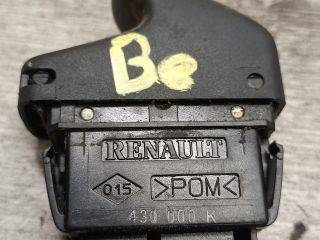 Be
RENAULT
015 >POM<
430 000 K